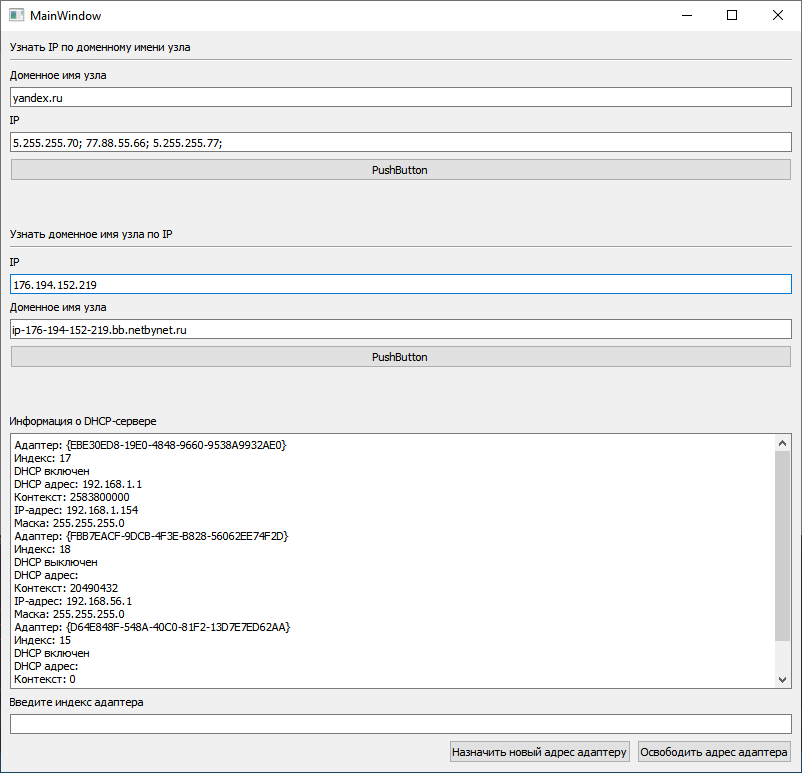 MainWindow
Узнать IP по доменному имени узла
Доменное имя узла
yandex.ru
IP
5.255.255.70; 77.88.55.66; 5.255.255.77;
PushButton
Узнать доменное имя узла по IP
IP
176.194.152.219
Доменное имя узла
ip-176-194-152-219.bb.netbynet.ru
PushButton
Информация о DHCP-сервере
Адаптер: {EBE30ED8-19E0-4848-9660-9538A9932AE0}
Индекс: 17
DHCP включен
DHCP адрес: 192.168.1.1
Контекст: 2583800000
IP-адрес: 192.168.1.154
Маска: 255.255.255.0
Адаптер: {FBB7EACF-9DCB-4F3E-B828-56062EE74F2D}
Индекс: 18
DHCP выключен
DHCP адрес:
Контекст: 20490432
IP-адрес: 192.168.56.1
Маска: 255.255.255.0
Адаптер: {D64E848F-548A-40C0-81F2-13D7E7ED62AA}
Индекс: 15
DHCP включен
DHCP адрес:
Контекст: 0
Введите индекс адаптера
Назначить новый адрес адаптеру
Освободить адрес адаптера